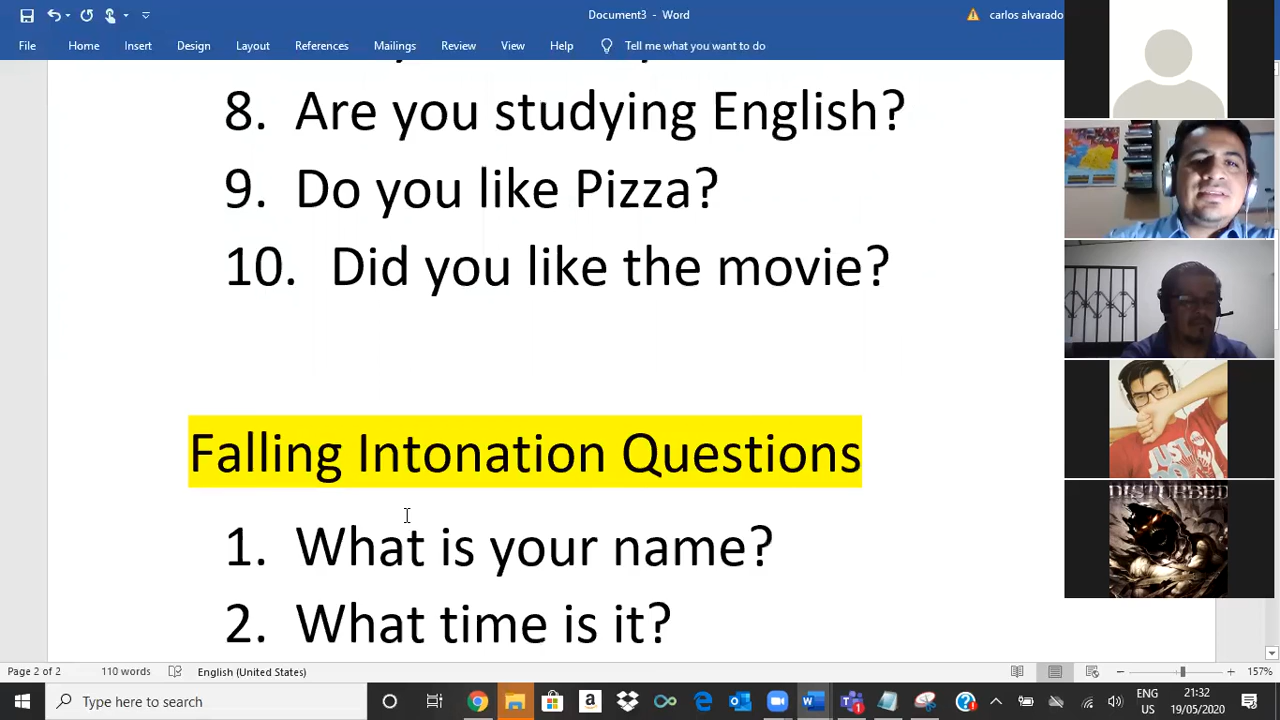 Document3 - Word
carlos alvarado
File Home Insert Design Layout References Mailings Review View Help Tell me what you want to do
8. Are you studying English?
9. Do you like Pizza?
10. Did you like the movie?
Falling Intonation Questions
1. What is your name?
2. What time is it?
DISTURBED
JUST
Page 2 of 2 110 words English (United States) 157%
Type here to search
ENG
US
21:32
19/05/2020